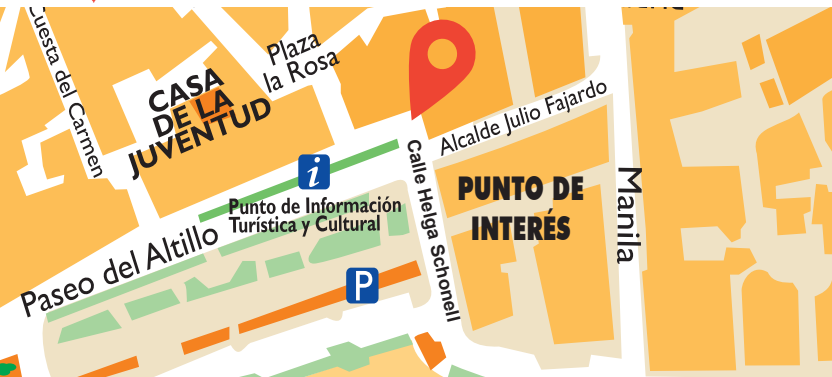 Cuesta del Carmen
Plaza
la Rosa
CASA
DE LA
JUVENTUD
Alcalde Julio Fajardo
i
Punto de Información
Turística y Cultural
Calle Helga Schonell
PUNTO DE
INTERÉS
Manila
Paseo del Altillo
P